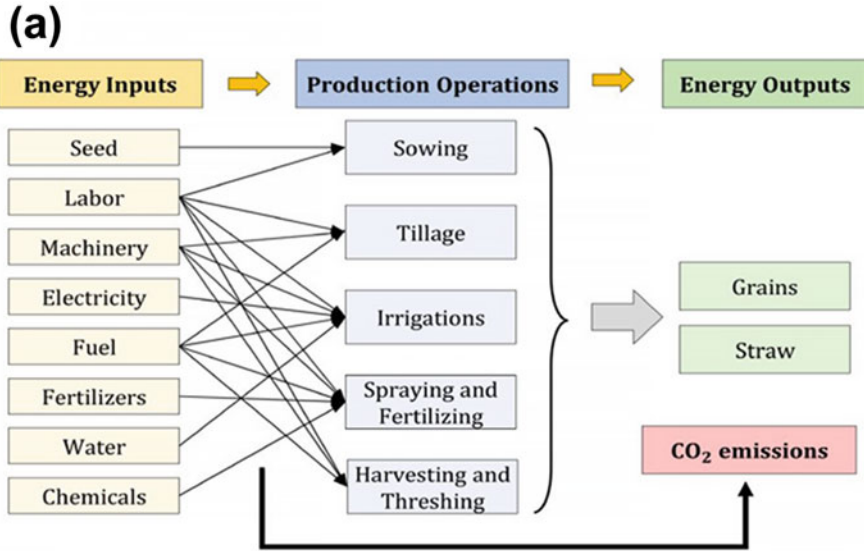 (a)
Energy Inputs
Production Operations
Energy Outputs
Seed
Labor
Machinery
Electricity
Fuel
Fertilizers
Water
Chemicals
Sowing
Tillage
Irrigations
Spraying and
Fertilizing
Harvesting and
Threshing
Grains
Straw
CO₂ emissions